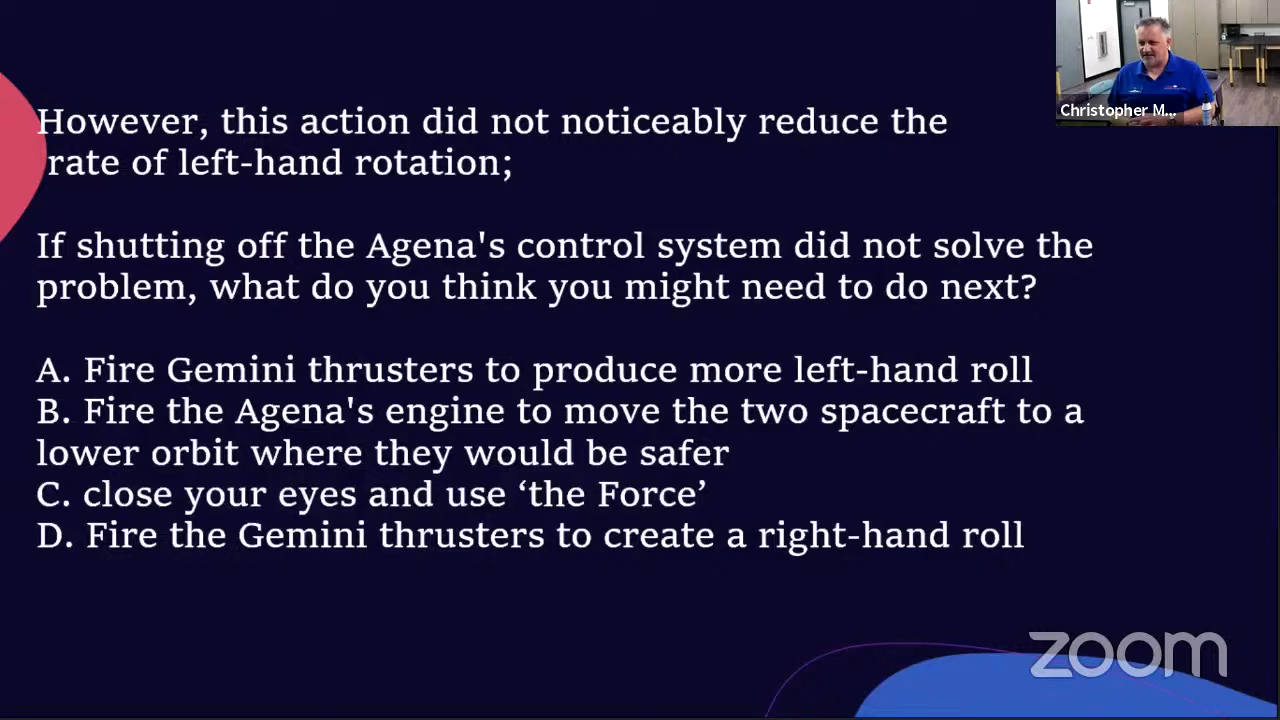 Christopher M...
However, this action did not noticeably reduce the
rate of left-hand rotation;
If shutting off the Agena's control system did not solve the
problem, what do you think you might need to do next?
A. Fire Gemini thrusters to produce more left-hand roll
B. Fire the Agena's engine to move the two spacecraft to a
lower orbit where they would be safer
C. close your eyes and use ‘the Force’
D. Fire the Gemini thrusters to create a right-hand roll
zoom